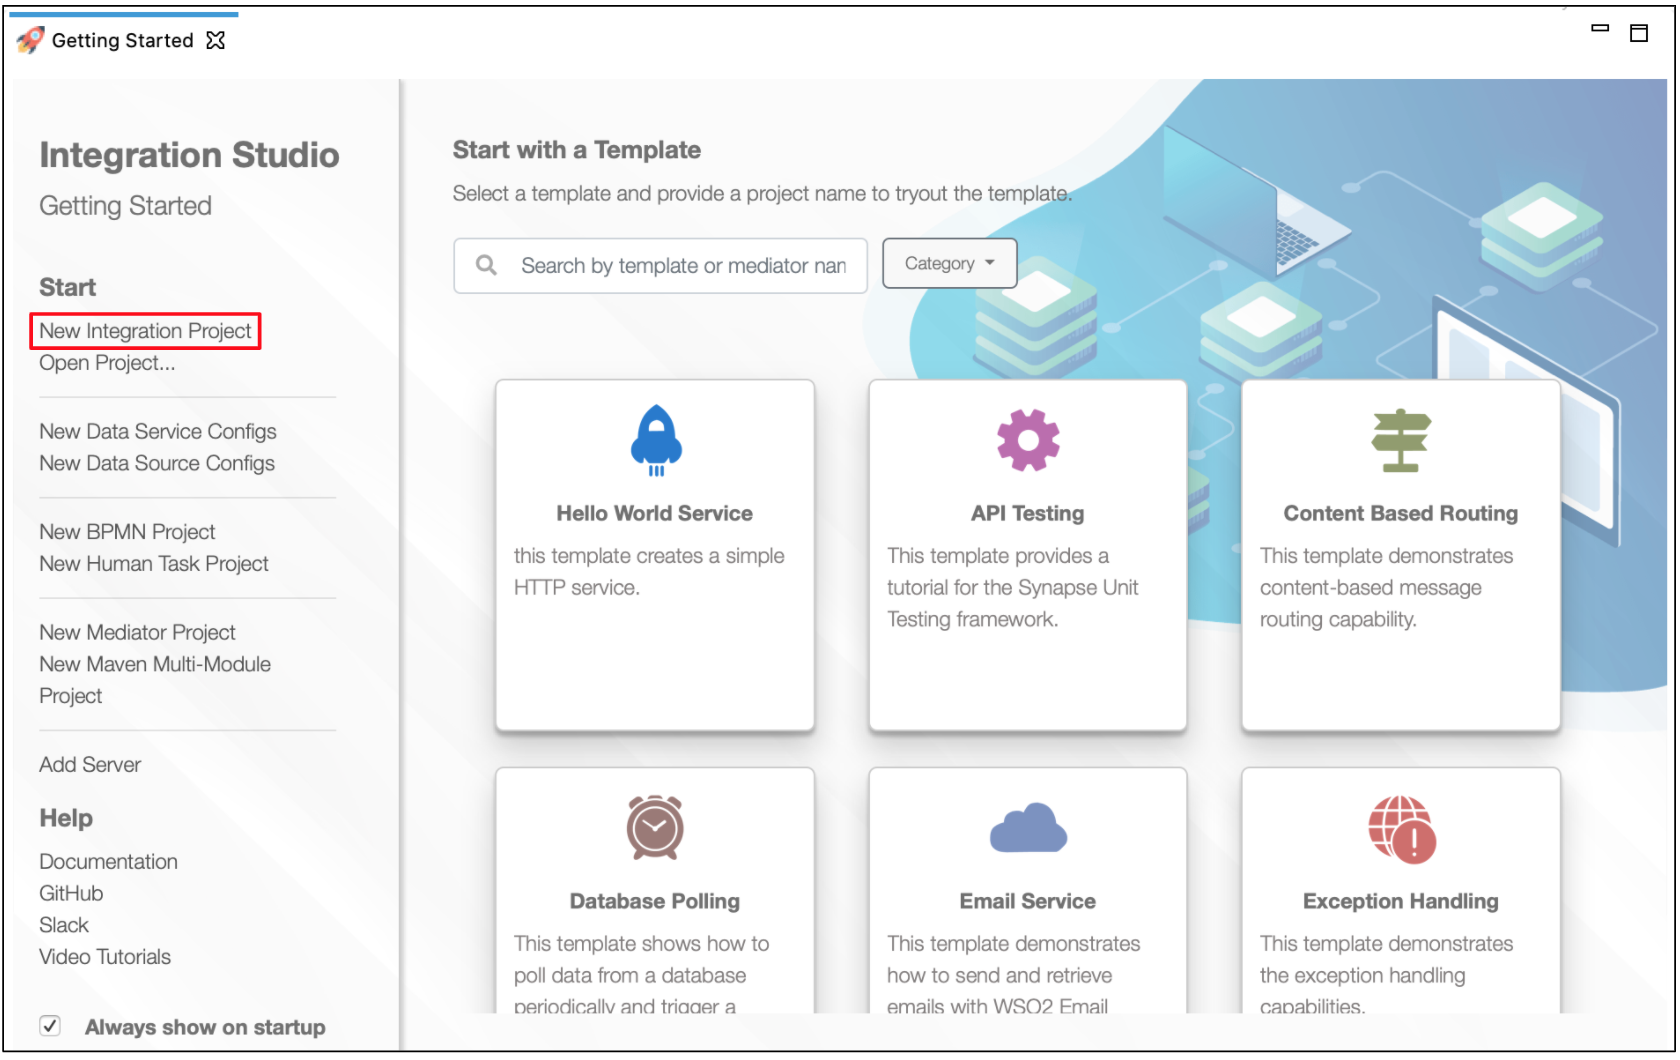 Getting Started
Integration Studio
Getting Started
Start
New Integration Project
Open Project...
New Data Service Configs
New Data Source Configs
New BPMN Project
New Human Task Project
New Mediator Project
New Maven Multi-Module
Project
Add Server
Help
Documentation
GitHub
Slack
Video Tutorials
Always show on startup
Start with a Template
Select a template and provide a project name to tryout the template.
Search by template or mediator nan
Category
Hello World Service
this template creates a simple
HTTP service.
API Testing
This template provides a
tutorial for the Synapse Unit
Testing framework.
Content Based Routing
This template demonstrates
content-based message
routing capability.
Database Polling
This template shows how to
poll data from a database
periodically and trigger a
Email Service
This template demonstrates
how to send and retrieve
emails with WSO2 Email
Exception Handling
This template demonstrates
the exception handling
capabilities.